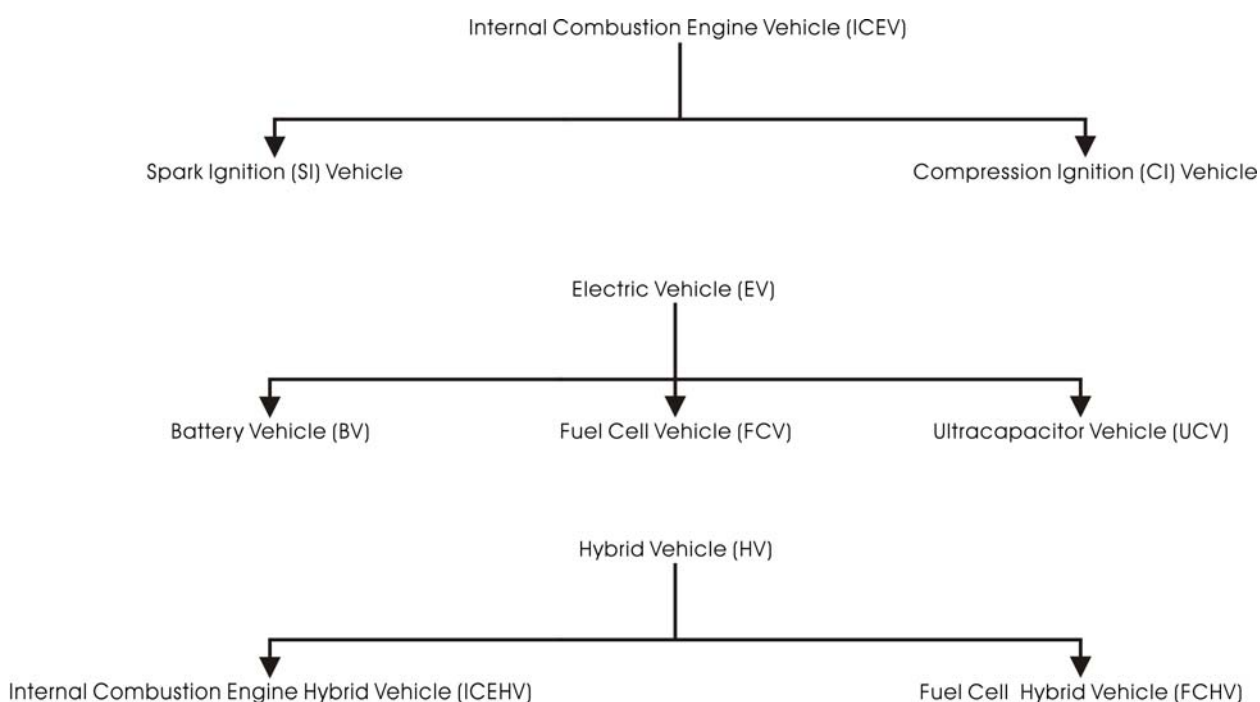 Internal Combustion Engine Vehicle (ICEV)
Spark Ignition (SI) Vehicle
Compression Ignition (CI) Vehicle
Electric Vehicle (EV)
Battery Vehicle (BV)
Fuel Cell Vehicle (FCV)
Ultracapacitor Vehicle (UCV)
Hybrid Vehicle (HV)
Internal Combustion Engine Hybrid Vehicle (ICEHV)
Fuel Cell Hybrid Vehicle (FCHV)